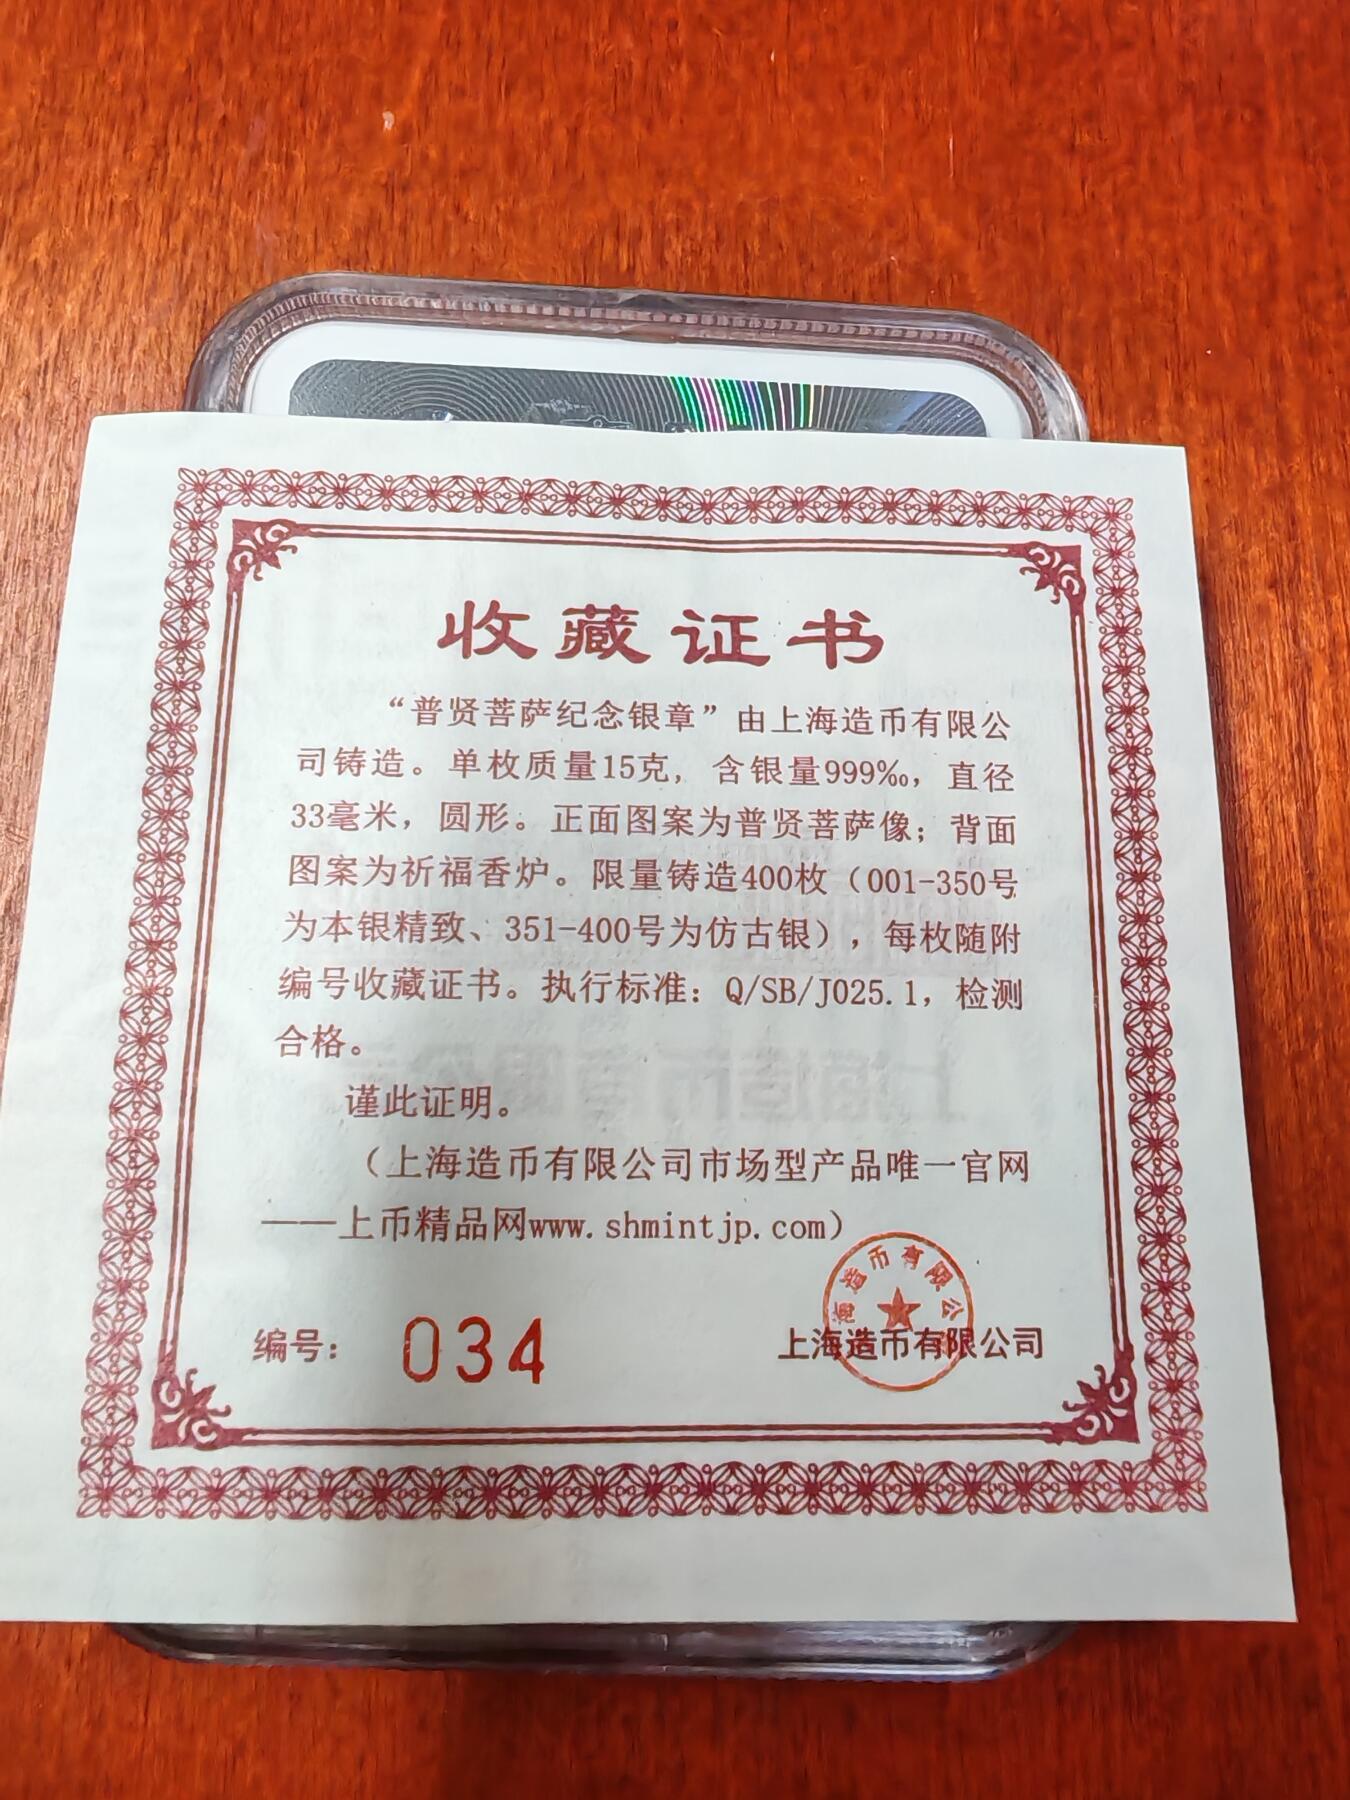 收藏证书
“普贤菩萨纪念银章”由上海造币有限公
司铸造。单枚质量15克，含银量999‰，直径
33毫米，圆形。正面图案为普贤菩萨像；背面
图案为祈福香炉。限量铸造400枚（001-350号
为本银精致、351-400号为仿古银），每枚随附
编号收藏证书。执行标准：Q/SB/J025.1，检测
合格。
谨此证明。
（上海造币有限公司市场型产品唯一官网
——上币精品网www.shmintjp.com）
编号：034
上海造币有限公司